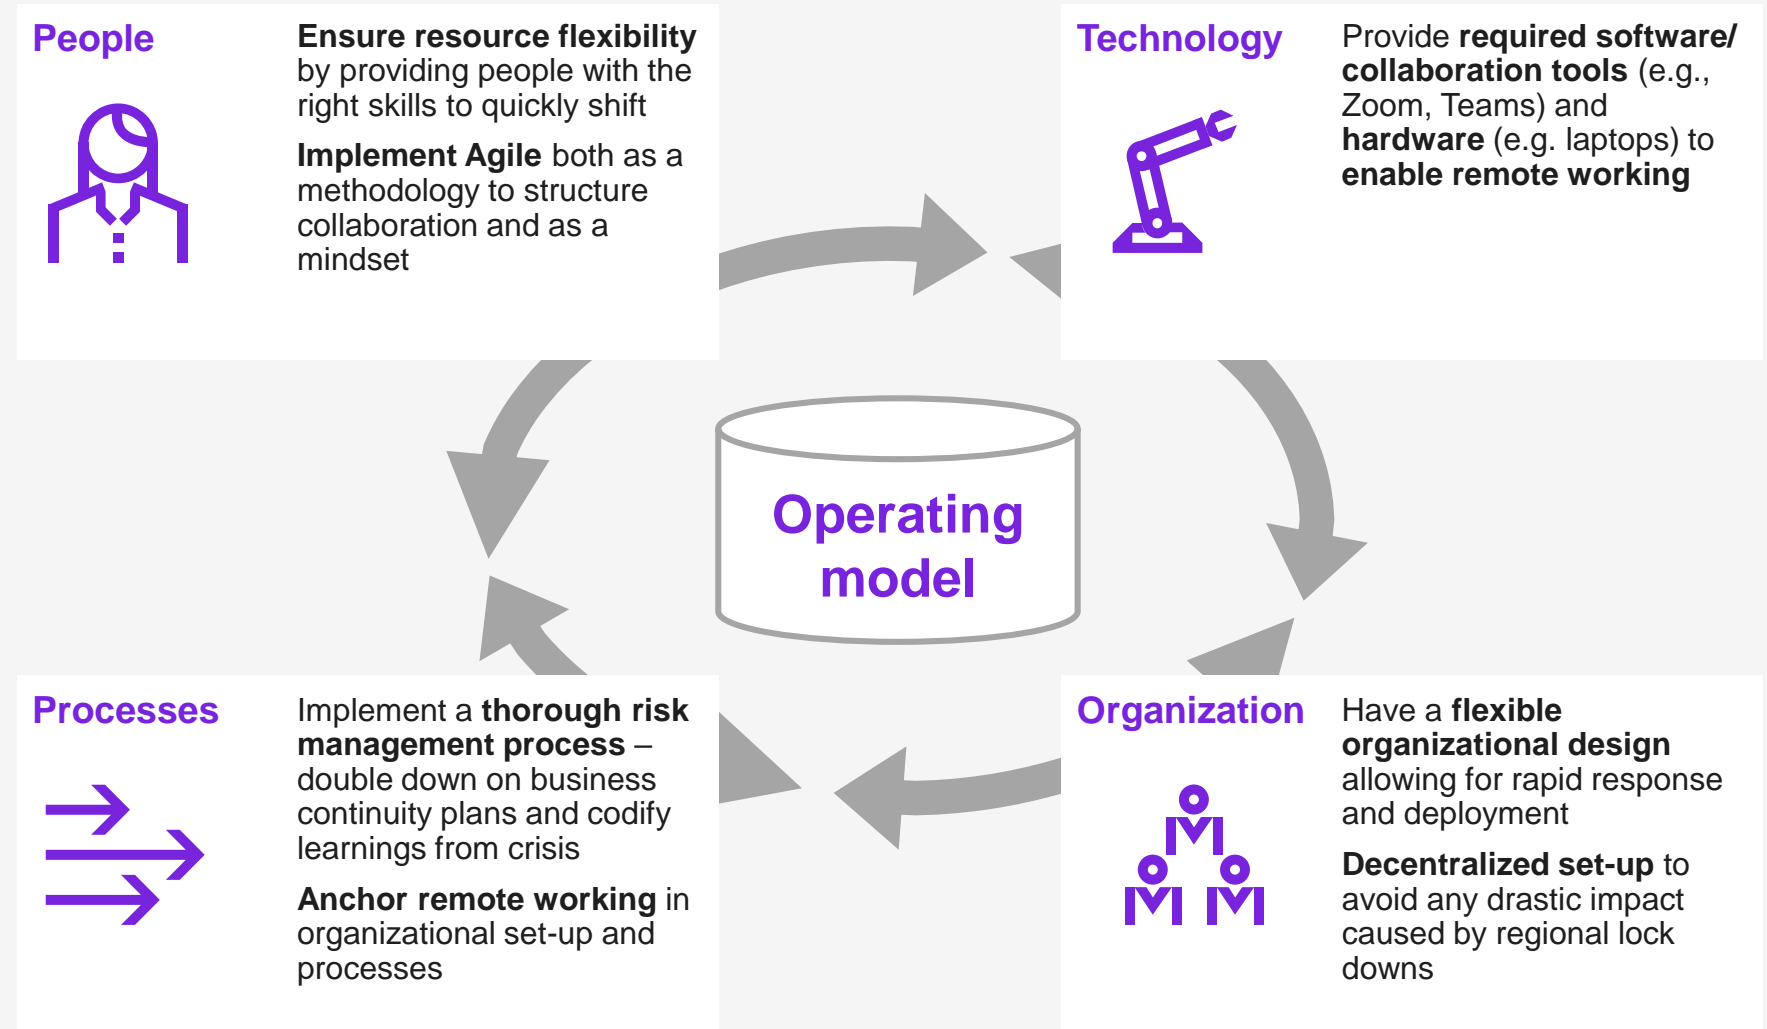 People
Ensure resource flexibility
by providing people with the
right skills to quickly shift
Implement Agile both as a
methodology to structure
collaboration and as a
mindset
Technology
Provide required software/
collaboration tools (e.g.,
Zoom, Teams) and
hardware (e.g. laptops) to
enable remote working
Operating
model
Processes
Implement a thorough risk
management process –
double down on business
continuity plans and codify
learnings from crisis
Anchor remote working in
organizational set-up and
processes
Organization
Have a flexible
organizational design
allowing for rapid response
and deployment
Decentralized set-up to
avoid any drastic impact
caused by regional lock
downs